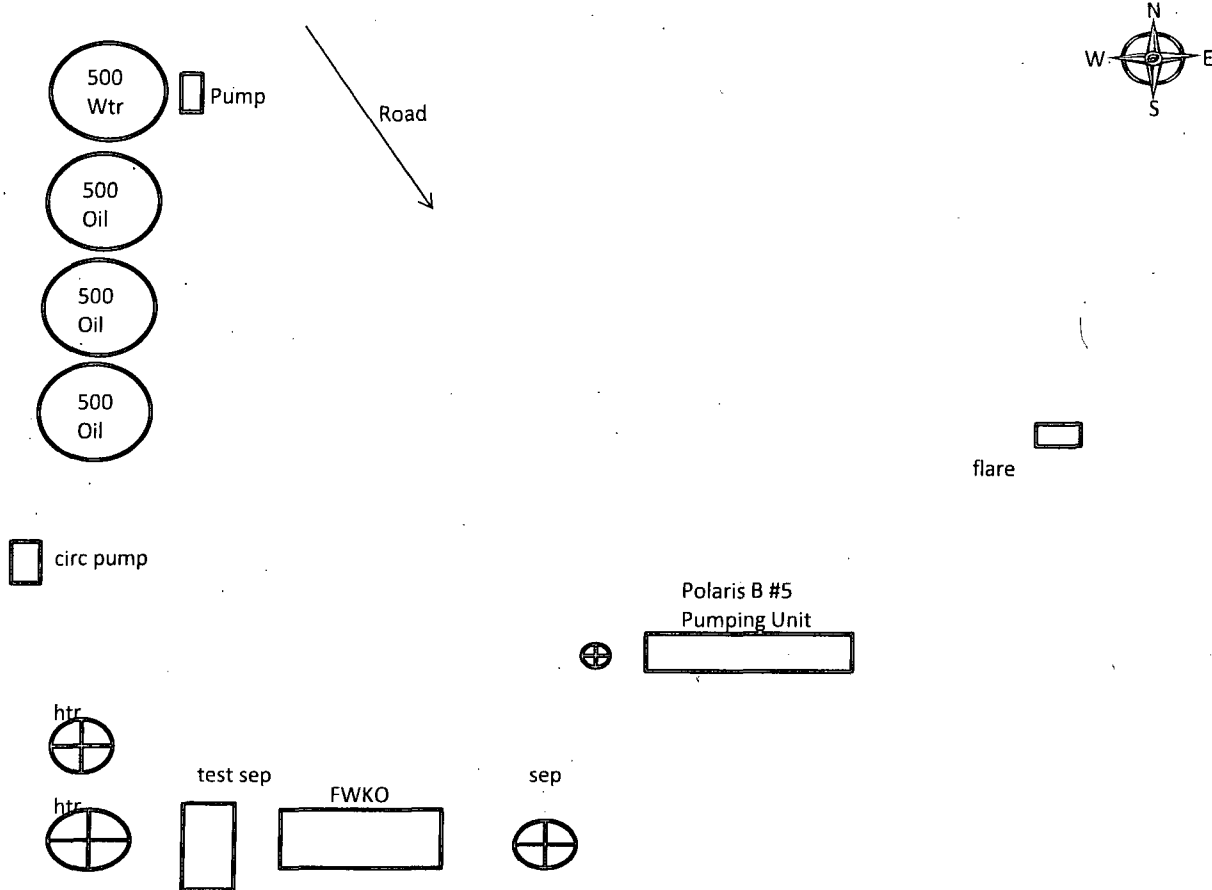 N
W
E
S
500
Wtr
Pump
Road
500
Oil
500
Oil
500
Oil
flare
circ pump
Polaris B #5
Pumping Unit
htr
test sep
sep
htr
FWKO